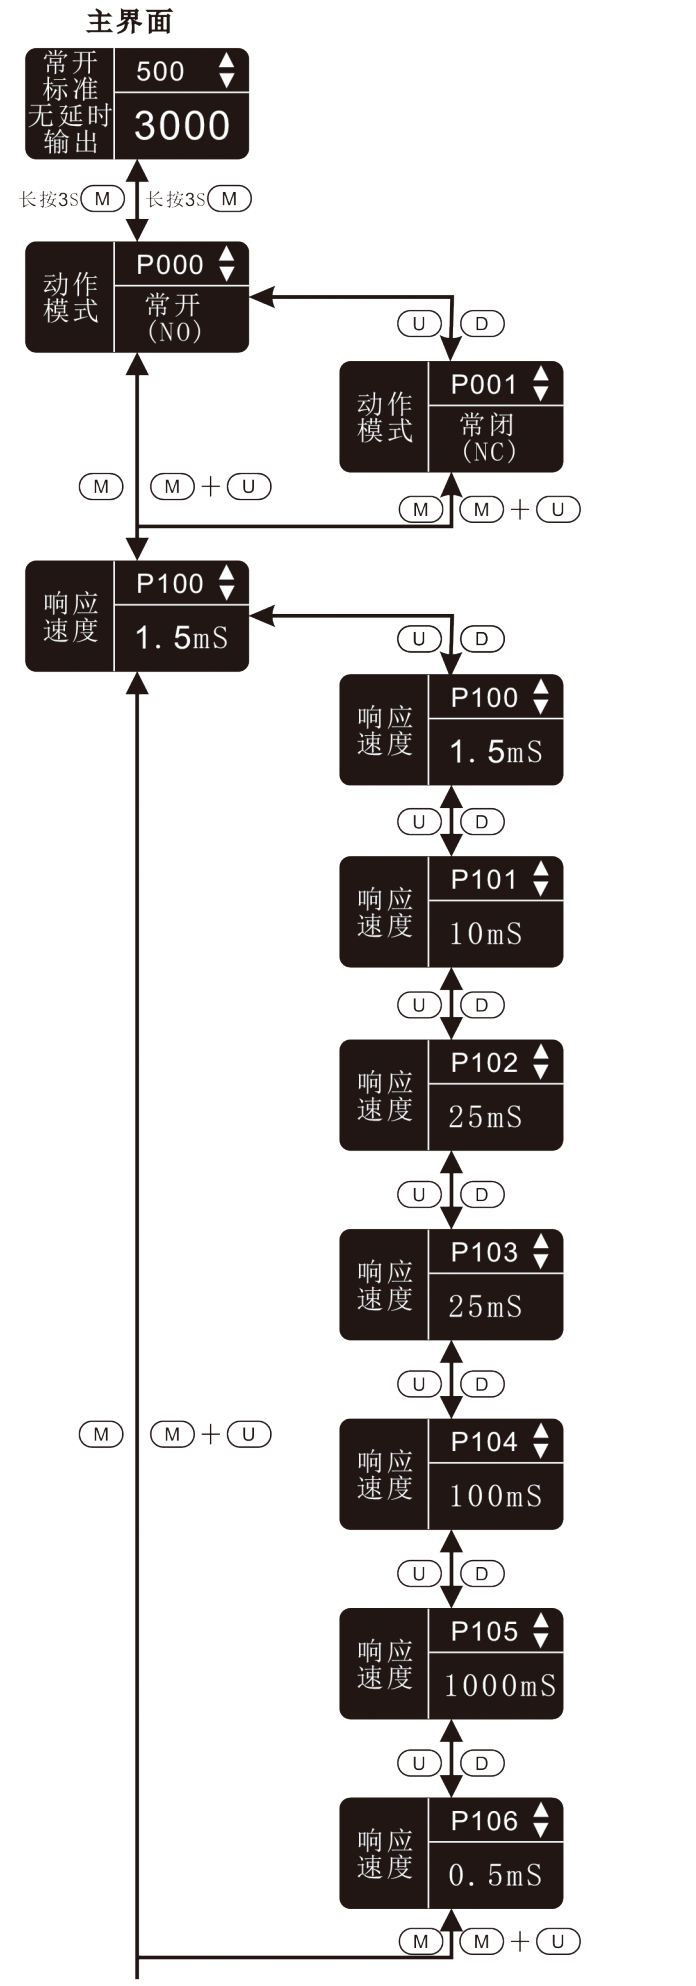 主界面
常开
标准
无延时
输出
500
3000
长按3S M 长按3S M
动作
模式
P000
常开
(NO)
U D
动作
模式
P001
常闭
(NC)
M M+U
M M+U
响应
速度
P100
1.5mS
U D
响应
速度
P100
1.5mS
U D
响应
速度
P101
10mS
U D
响应
速度
P102
25mS
U D
响应
速度
P103
25mS
U D
响应
速度
P104
100mS
M M+U
U D
响应
速度
P105
1000mS
U D
响应
速度
P106
0.5mS
M M+U